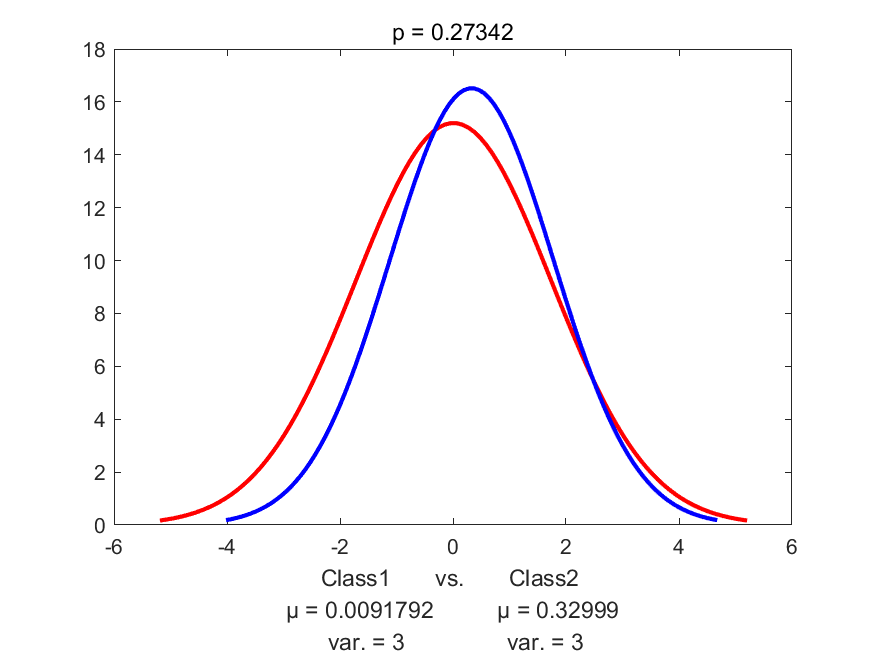 p = 0.27342
18
16
14
12
10
8
6
4
2
0
-6 -4 -2 0 2 4 6
Class1 vs. Class2
μ = 0.0091792 μ = 0.32999
var. = 3 var. = 3